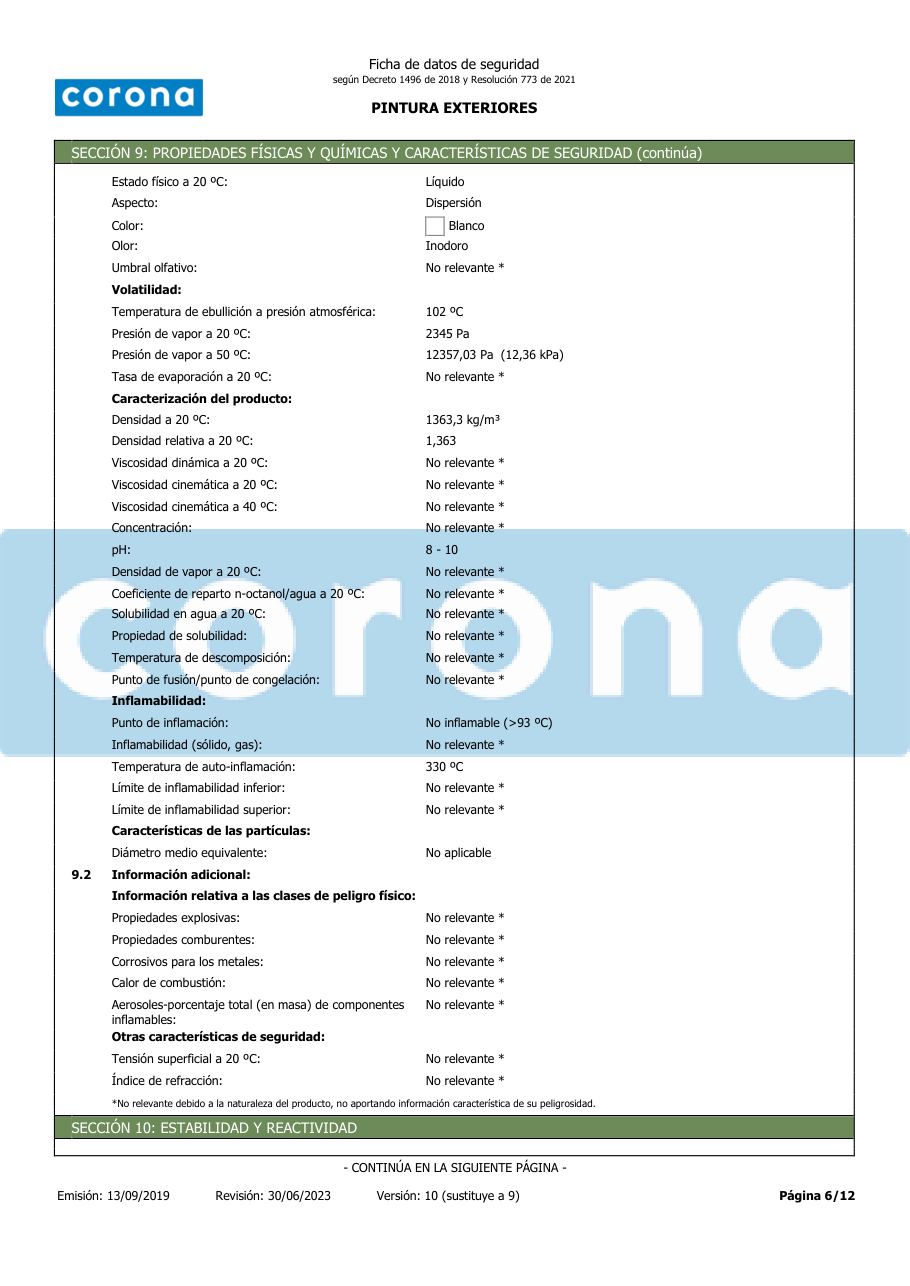 Ficha de datos de seguridad
según Decreto 1496 de 2018 y Resolución 773 de 2021
corona
PINTURA EXTERIORES
SECCIÓN 9: PROPIEDADES FÍSICAS Y QUÍMICAS Y CARACTERÍSTICAS DE SEGURIDAD (continúa)
Estado físico a 20 ºC: Líquido
Aspecto: Dispersión
Color: Blanco
Olor: Inodoro
Umbral olfativo: No relevante *
Volatilidad:
Temperatura de ebullición a presión atmosférica: 102 ºC
Presión de vapor a 20 ºC: 2345 Pa
Presión de vapor a 50 ºC: 12357,03 Pa (12,36 kPa)
Tasa de evaporación a 20 ºC: No relevante *
Caracterización del producto:
Densidad a 20 ºC: 1363,3 kg/m³
Densidad relativa a 20 ºC: 1,363
Viscosidad dinámica a 20 ºC: No relevante *
Viscosidad cinemática a 20 ºC: No relevante *
Viscosidad cinemática a 40 ºC: No relevante *
Concentración: No relevante *
pH: 8 - 10
Densidad de vapor a 20 ºC: No relevante *
Coeficiente de reparto n-octanol/agua a 20 ºC: No relevante *
Solubilidad en agua a 20 ºC: No relevante *
Propiedad de solubilidad: No relevante *
Temperatura de descomposición: No relevante *
Punto de fusión/punto de congelación: No relevante *
corona
Inflamabilidad:
Punto de inflamación: No inflamable (>93 ºC)
Inflamabilidad (sólido, gas): No relevante *
Temperatura de auto-inflamación: 330 ºC
Límite de inflamabilidad inferior: No relevante *
Límite de inflamabilidad superior: No relevante *
Características de las partículas:
Diámetro medio equivalente: No aplicable
9.2 Información adicional:
Información relativa a las clases de peligro físico:
Propiedades explosivas: No relevante *
Propiedades comburentes: No relevante *
Corrosivos para los metales: No relevante *
Calor de combustión: No relevante *
Aerosoles-porcentaje total (en masa) de componentes No relevante *
inflamables:
Otras características de seguridad:
Tensión superficial a 20 ºC: No relevante *
Índice de refracción: No relevante *
*No relevante debido a la naturaleza del producto, no aportando información característica de su peligrosidad.
SECCIÓN 10: ESTABILIDAD Y REACTIVIDAD
- CONTINÚA EN LA SIGUIENTE PÁGINA -
Emisión: 13/09/2019 Revisión: 30/06/2023 Versión: 10 (sustituye a 9) Página 6/12